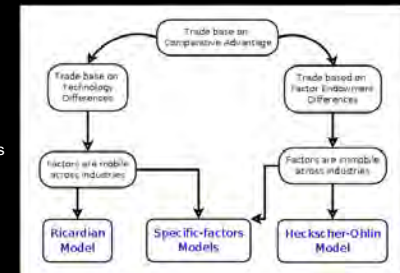 Trade base on
Comparative Advantage
Trade base on
Technology
Differences
Trade based on
Factor Endowment
Differences
s
Factors are mobile
across industries
Factors are immobile
across industries
Ricardian
Model
Specific-factors
Models
Heckscher-Ohlin
Model